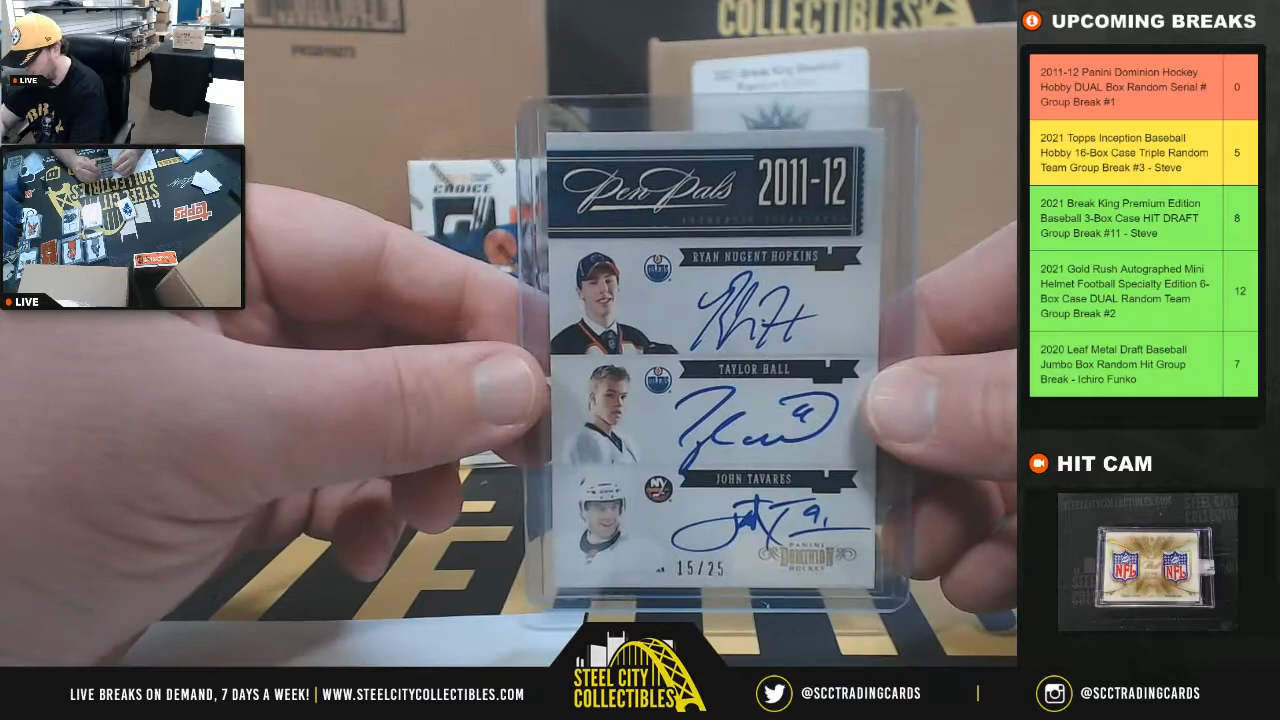 LIVE
LIVE
COLLECTIBLES
CHOICE
topps
Pen Pals 2011-12
RYAN NUGENT HOPKINS
TAYLOR HALL
JOHN TAVARES
NY
PANINI
DOMINION
HOCKEY
15/25
UPCOMING BREAKS
2011-12 Panini Dominion Hockey
Hobby DUAL Box Random Serial #
Group Break #1
0
2021 Topps Inception Baseball
Hobby 16-Box Case Triple Random
Team Group Break #3 - Steve
5
2021 Break King Premium Edition
Baseball 3-Box Case HIT DRAFT
Group Break #11 - Steve
8
2021 Gold Rush Autographed Mini
Helmet Football Specialty Edition 6-
Box Case DUAL Random Team
Group Break #2
12
2020 Leaf Metal Draft Baseball
Jumbo Box Random Hit Group
Break - Ichiro Funko
7
HIT CAM
NFL
NFL
LIVE BREAKS ON DEMAND, 7 DAYS A WEEK! | WWW.STEELCITYCOLLECTIBLES.COM
STEEL CITY
COLLECTIBLES
@SCCTRADINGCARDS
|
@SCCTRADINGCARDS